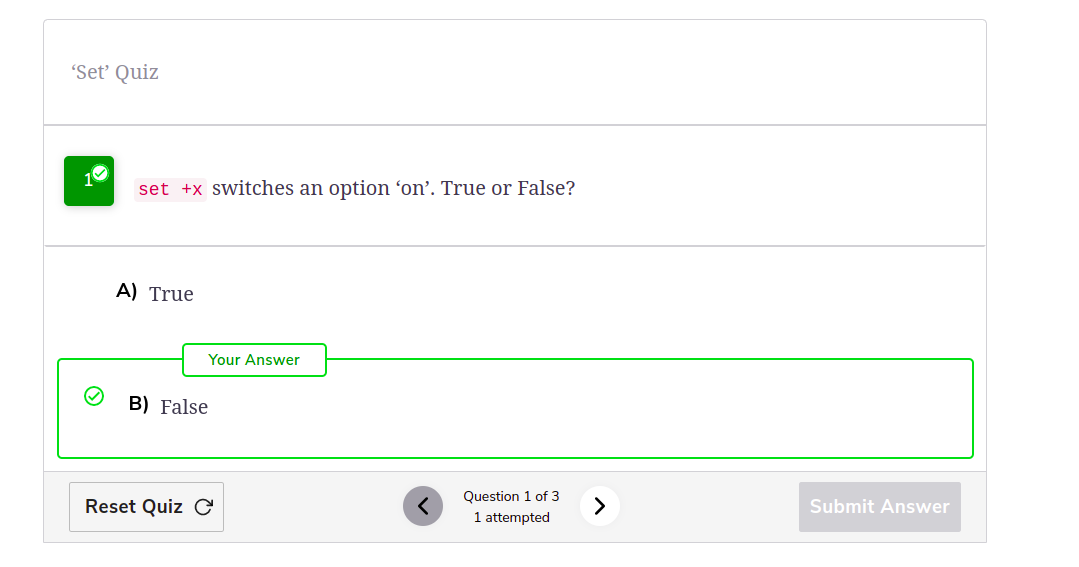 ‘Set’ Quiz
1
set +x switches an option ‘on’. True or False?
A) True
Your Answer
B) False
Reset Quiz
Question 1 of 3
1 attempted
Submit Answer